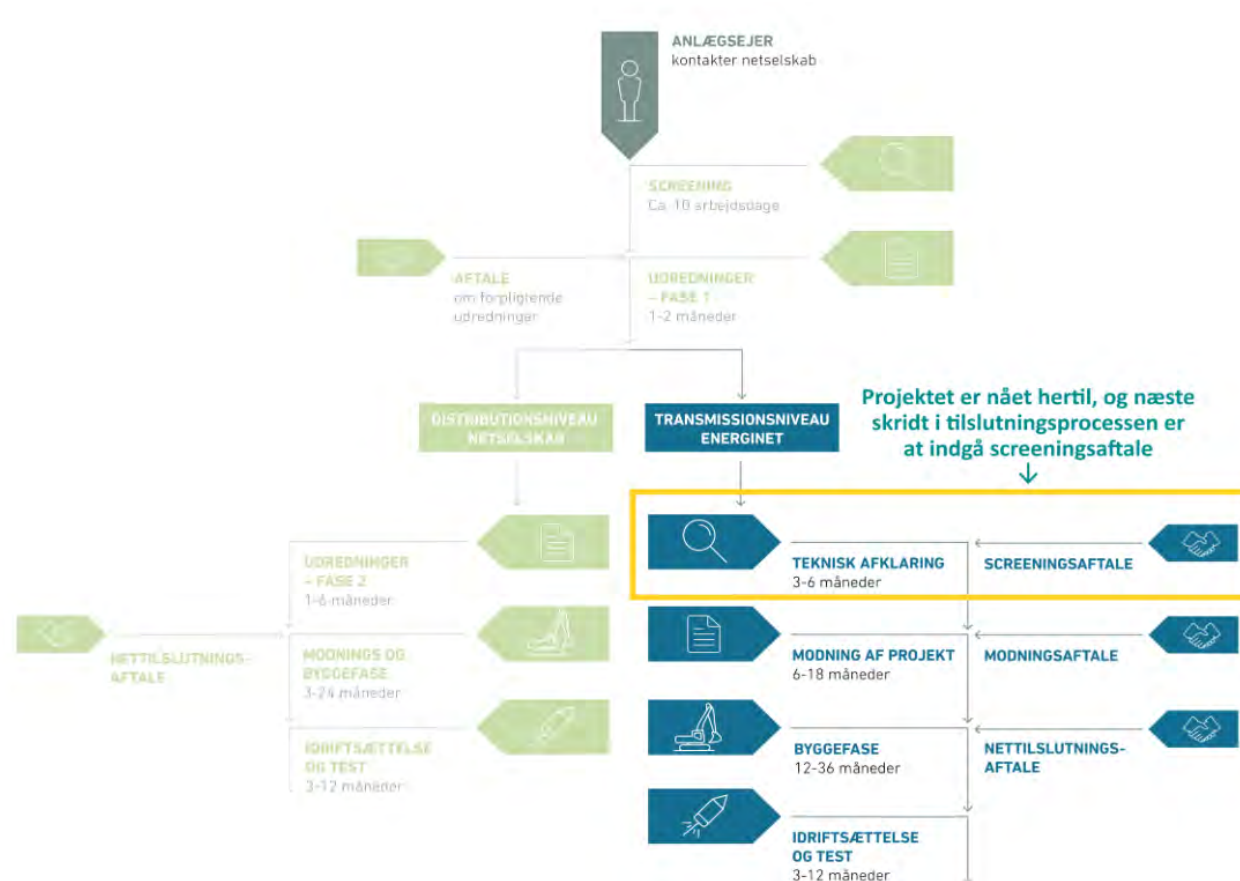 ANLÆGSEJER
kontakter netselskab
SCREENING
Ca. 10 arbejdsdage
AFTALE
om forpligtende
udredninger
UDREDNINGER
– FASE 1
1-2 måneder
DISTRIBUTIONSNIVEAU
NETSELSKAB
TRANSMISSIONSNIVEAU
ENERGINET
Projektet er nået hertil, og næste
skridt i tilslutningsprocessen er
at indgå screeningsaftale
UDREDNINGER
– FASE 2
1-6 måneder
NETTILSLUTNINGS-
AFTALE
MODNINGS OG
BYGGEFASE
3-24 måneder
IDRIFTSÆTTELSE
OG TEST
3-12 måneder
TEKNISK AFKLARING
3-6 måneder
SCREENINGSAFTALE
MODNING AF PROJEKT
6-18 måneder
MODNINGSAFTALE
BYGGEFASE
12-36 måneder
NETTILSLUTNINGS-
AFTALE
IDRIFTSÆTTELSE
OG TEST
3-12 måneder